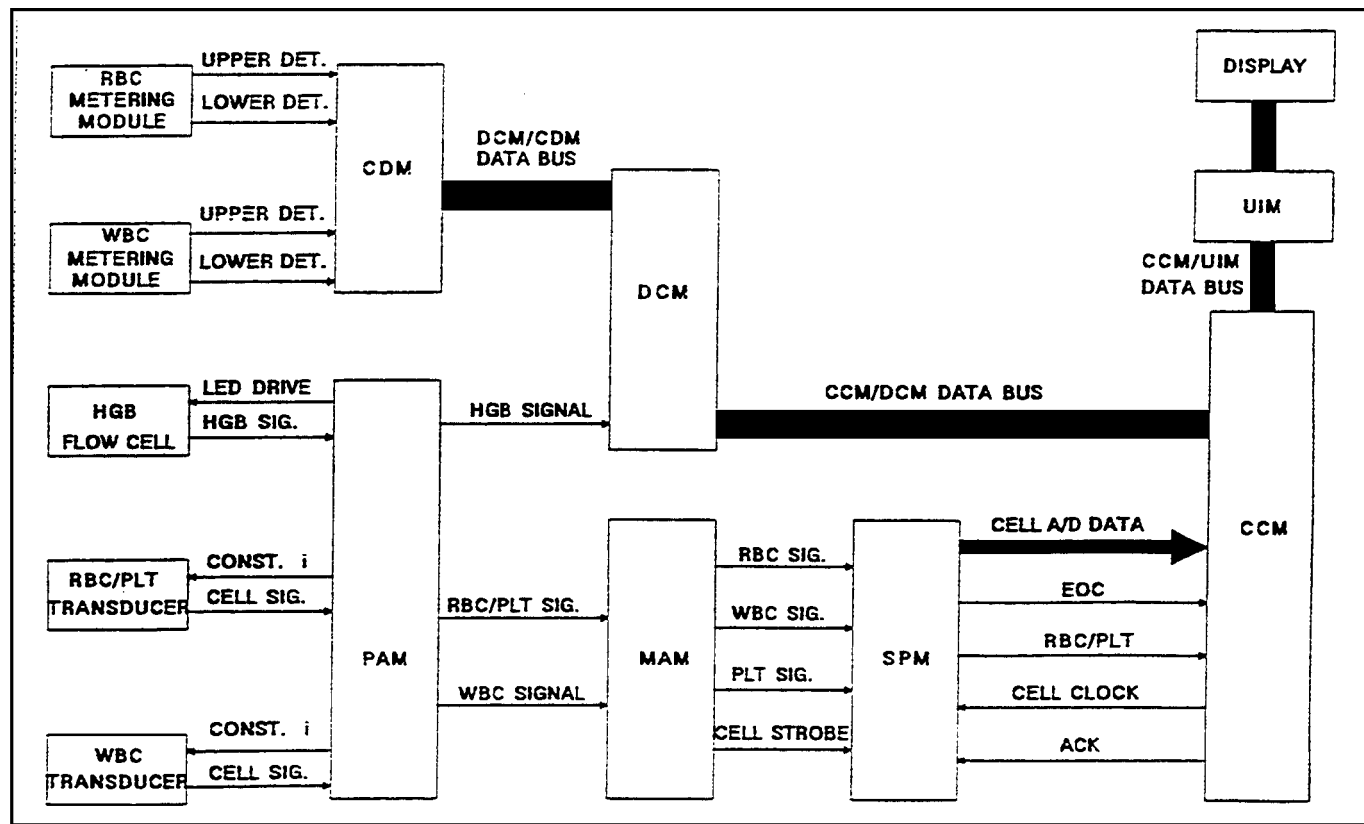 UPPER DET.
RBC
METERING
MODULE
LOWER DET.
CDM
DCM/CDM
DATA BUS
UPPER DET.
WBC
METERING
MODULE
LOWER DET.
DCM
DISPLAY
UIM
CCM/UIM
DATA BUS
LED DRIVE
HGB
FLOW CELL
HGB SIG.
HGB SIGNAL
CCM/DCM DATA BUS
CONST. i
RBC/PLT
TRANSDUCER
CELL SIG.
PAM
RBC/PLT SIG.
WBC SIGNAL
MAM
RBC SIG.
WBC SIG.
PLT SIG.
CELL STROBE
SPM
CELL A/D DATA
EOC
RBC/PLT
CELL CLOCK
ACK
CCM
CONST. i
WBC
TRANSDUCER
CELL SIG.